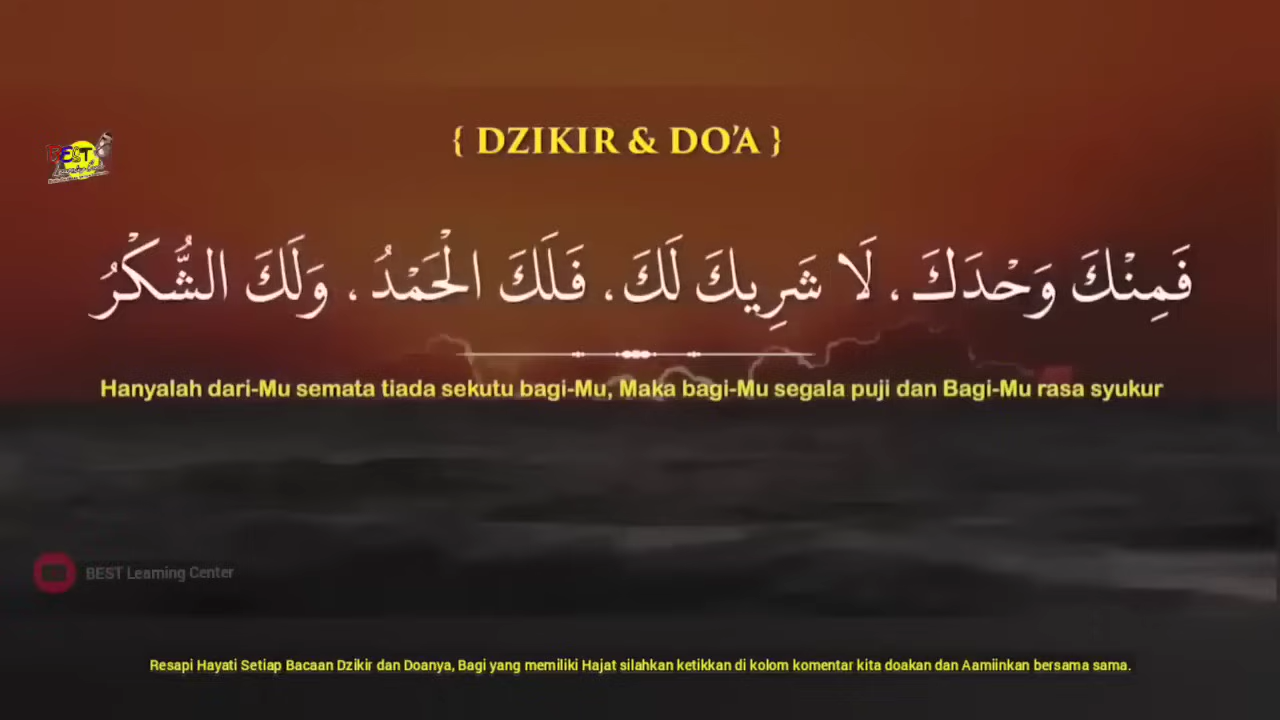 { DZIKIR & DO'A }
BEST
فَمِنْكَ وَحْدَكَ، لَا شَرِيكَ لَكَ، فَلَكَ الْحَمْدُ، وَلَكَ الشُّكْرُ
Hanyalah dari-Mu semata tiada sekutu bagi-Mu, Maka bagi-Mu segala puji dan Bagi-Mu rasa syukur
BEST Learning Center
Resapi Hayati Setiap Bacaan Dzikir dan Doanya, Bagi yang memiliki Hajat silahkan ketikkan di kolom komentar kita doakan dan Aamiinkan bersama sama.